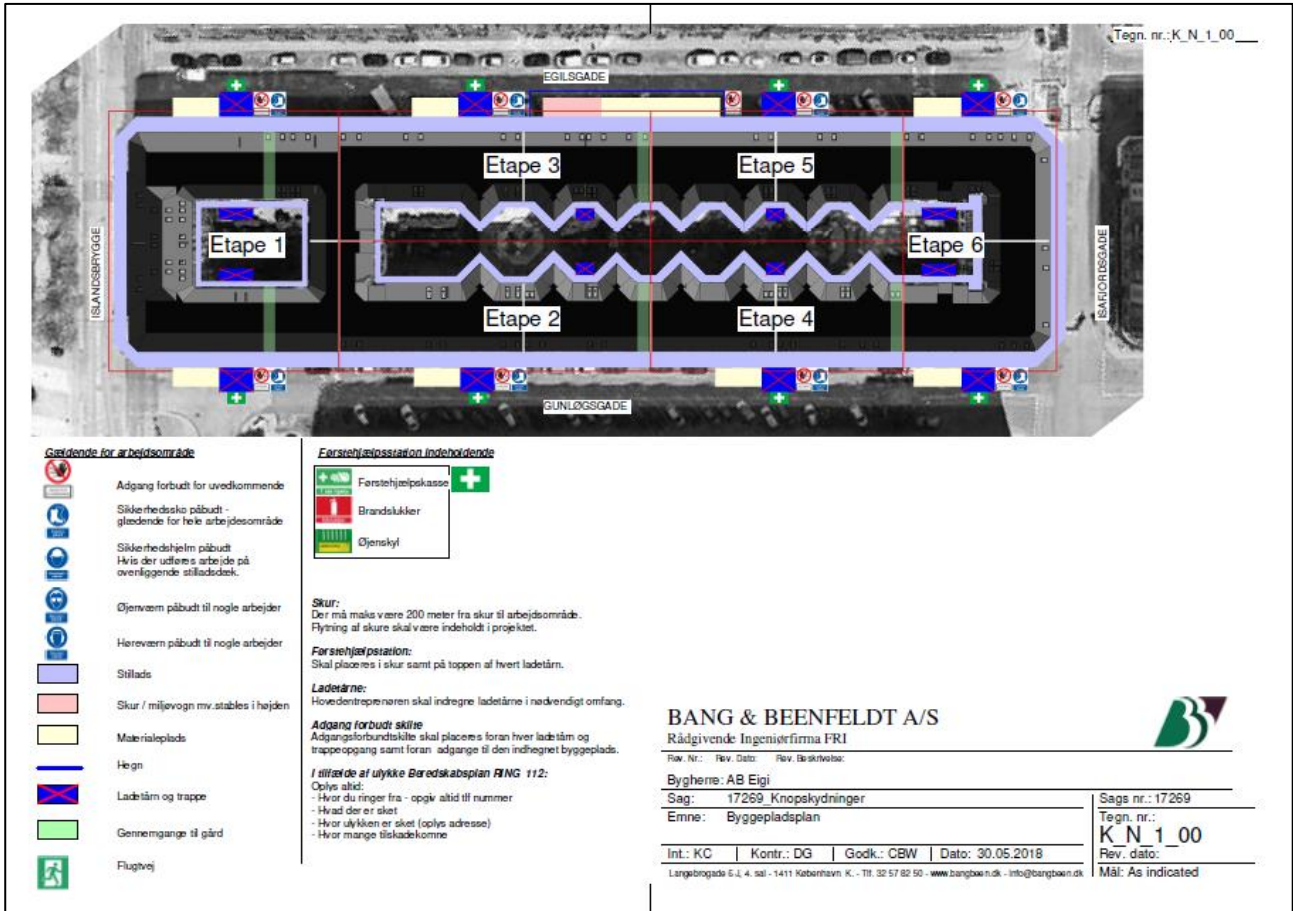 Tegn. nr.:K_N_1_00___
EGILSGADE
Etape 3
Etape 5
ISLANDSBRYGGE
Etape 1
Etape 6
ISAFJORDSGADE
Etape 2
Etape 4
GUNLØGSGADE
Gældende for arbejdsområde
Adgang forbudt for uvedkommende
Sikkerhedssko påbudt -
glædende for hele arbejdesområde
Sikkerhedshjelm påbudt
Hvis der udføres arbejde på
ovenliggende stilladsdæk.
Øjenværn påbudt til nogle arbejder
Høreværn påbudt til nogle arbejder
Stillads
Skur / miljøvogn mv.stables i højden
Materialeplads
Hegn
Ladetårn og trappe
Gennemgange til gård
Flugtvej
Førstehjælpsstation indeholdende
Førstehjælpskasse
Brandslukker
Øjenskyl
Skur:
Der må maks være 200 meter fra skur til arbejdsområde.
Flytning af skure skal være indeholdt i projektet.
Førstehjælpstation:
Skal placeres i skur samt på toppen af hvert ladetårn.
Ladetårne:
Hovedentreprenøren skal indregne ladetårne i nødvendigt omfang.
Adgang forbudt skilte
Adgangsforbundtskilte skal placeres foran hver ladetårn og
trappeopgang samt foran adgange til den indhegnet byggeplads.
I tilfælde af ulykke Beredskabsplan RING 112:
Oplys altid:
- Hvor du ringer fra - opgiv altid tlf nummer
- Hvad der er sket
- Hvor ulykken er sket (oplys adresse)
- Hvor mange tilskadekomne
BANG & BEENFELDT A/S
Rådgivende Ingeniørfirma FRI
Rev. Nr.: Rev. Dato: Rev. Beskrivelse:
Bygherre: AB Eigi
Sag: 17269_Knopskydninger
Sags nr.: 17269
Emne: Byggepladsplan
Tegn. nr.:
K_N_1_00
Int.: KC Kontr.: DG Godk.: CBW Dato: 30.05.2018
Rev. dato:
Langebrogade 6 J, 4. sal - 1411 København K. - Tlf. 32 57 82 50 - www.bangbeen.dk - info@bangbeen.dk
Mål: As indicated